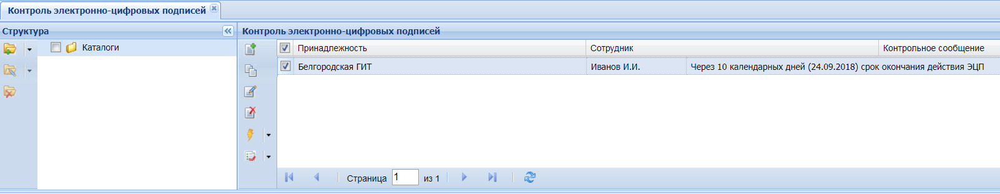 Контроль электронно-цифровых подписей
Структура
Каталоги
Контроль электронно-цифровых подписей
Принадлежность Сотрудник Контрольное сообщение
Белгородская ГИТ Иванов И.И. Через 10 календарных дней (24.09.2018) срок окончания действия ЭЦП
Страница 1 из 1